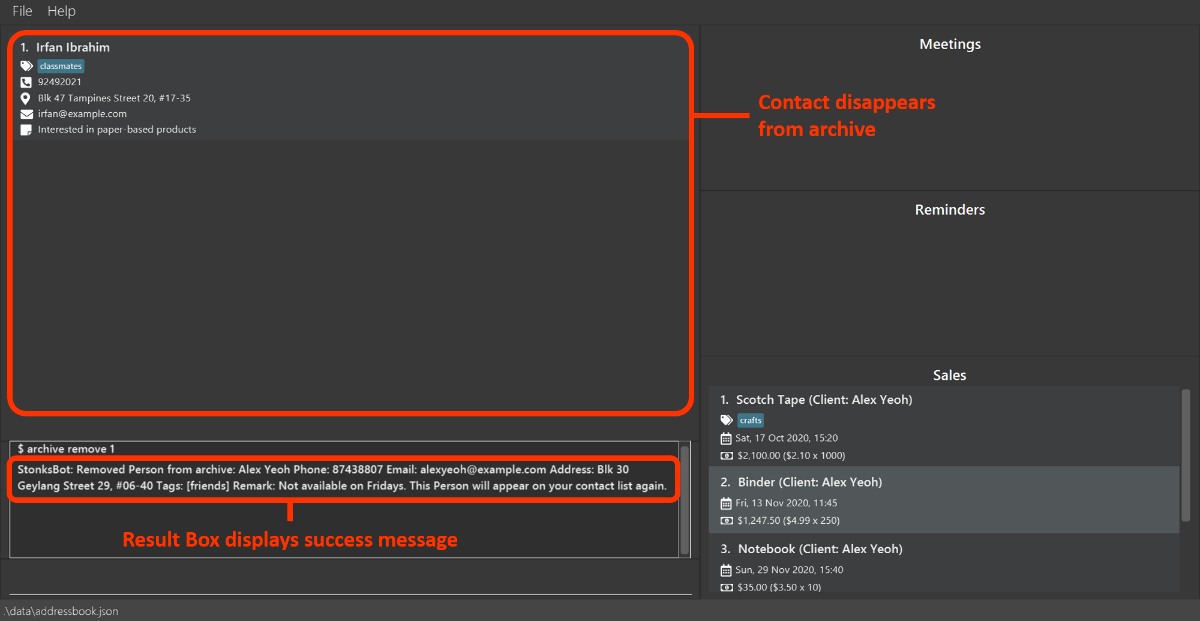 File Help
1. Irfan Ibrahim
classmates
92492021
Blk 47 Tampines Street 20, #17-35
irfan@example.com
Interested in paper-based products
Contact disappears
from archive
$ archive remove 1
StonksBot: Removed Person from archive: Alex Yeoh Phone: 87438807 Email: alexyeoh@example.com Address: Blk 30
Geylang Street 29, #06-40 Tags: [friends] Remark: Not available on Fridays. This Person will appear on your contact list again.
Result Box displays success message
Meetings
Reminders
Sales
1. Scotch Tape (Client: Alex Yeoh)
crafts
Sat, 17 Oct 2020, 15:20
$2,100.00 ($2.10 x 1000)
2. Binder (Client: Alex Yeoh)
Fri, 13 Nov 2020, 11:45
$1,247.50 ($4.99 x 250)
3. Notebook (Client: Alex Yeoh)
Sun, 29 Nov 2020, 15:40
$35.00 ($3.50 x 10)
.\data\addressbook.json